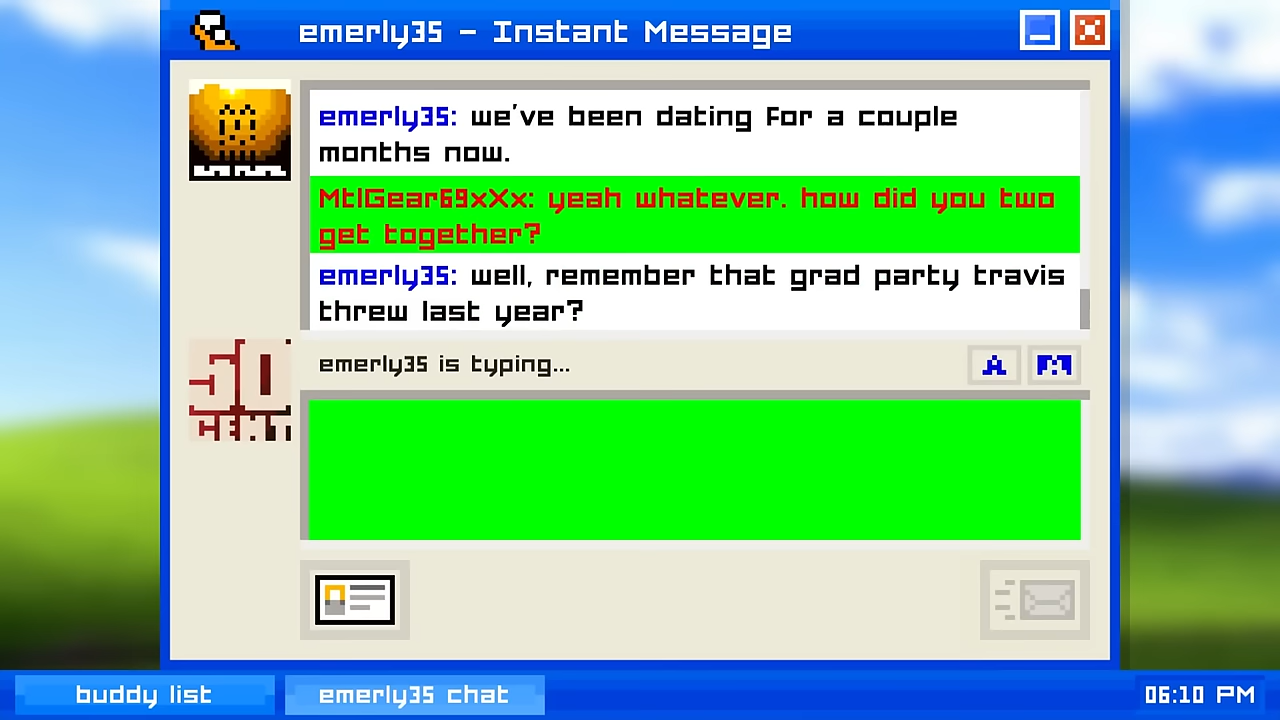 emerly35 - Instant Message
emerly35: we've been dating for a couple
months now.
MtlGear69xXx: yeah whatever. how did you two
get together?
emerly35: well, remember that grad party travis
threw last year?
emerly35 is typing...
A
50
CENT
buddy list
emerly35 chat
06:10 PM